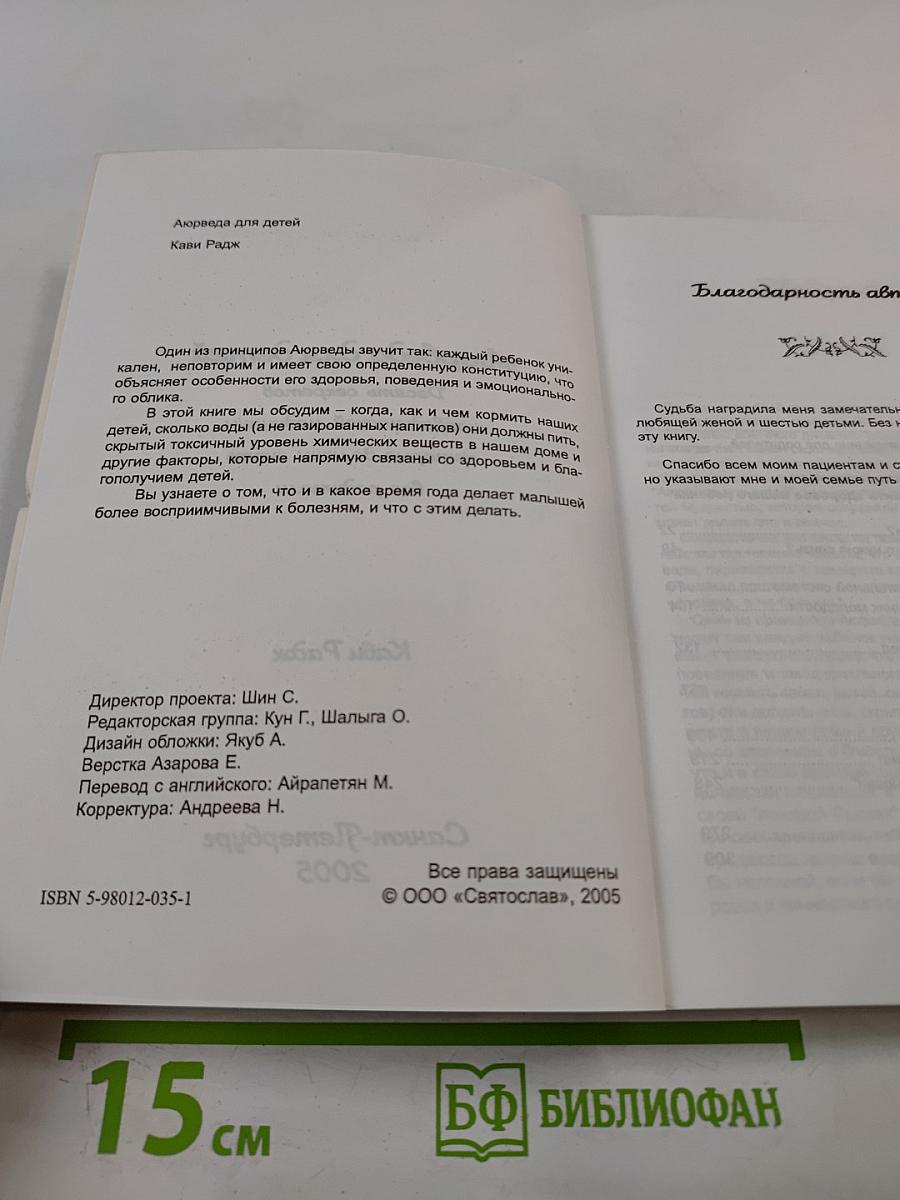 Аюрведа для детей
Кави Радж
Один из принципов Аюрведы звучит так: каждый ребенок уни-
кален, неповторим и имеет свою определенную конституцию, что
объясняет особенности его здоровья, поведения и эмоционально-
го облика.
В этой книге мы обсудим – когда, как и чем кормить наших
детей, сколько воды (а не газированных напитков) они должны пить,
скрытый токсичный уровень химических веществ в нашем доме и
другие факторы, которые напрямую связаны со здоровьем и бла-
гополучием детей.
Вы узнаете о том, что и в какое время года делает малышей
более восприимчивыми к болезням, и что с этим делать.
Директор проекта: Шин С.
Редакторская группа: Кун Г., Шалыга О.
Дизайн обложки: Якуб А.
Верстка Азарова Е.
Перевод с английского: Айрапетян М.
Корректура: Андреева Н.
Все права защищены
ISBN 5-98012-035-1 © ООО «Святослав», 2005
Благодарность авт
Судьба наградила меня замечательн
любящей женой и шестью детьми. Без н
эту книгу.
Спасибо всем моим пациентам и с
но указывают мне и моей семье путь
15 см
БФ БИБЛИОФАН